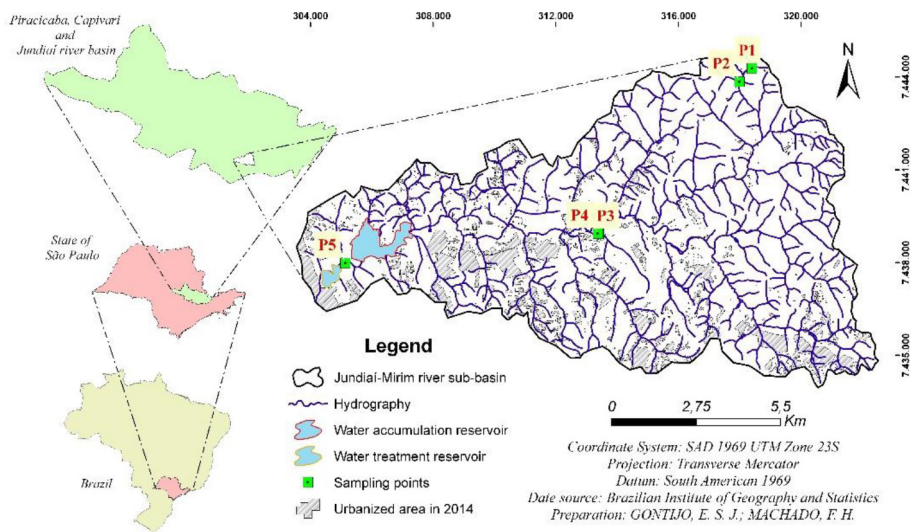 Piracicaba, Capivari
and
Jundiaí river basin
State of
São Paulo
Brazil
304.000 308.000 312.000 316.000 320.000
P2 P1
N
7.444.000
7.441.000
7.438.000
7.435.000
P4 P3
P5
Legend
Jundiaí-Mirim river sub-basin
Hydrography
Water accumulation reservoir
Water treatment reservoir
Sampling points
Urbanized area in 2014
0 2,75 5,5
Km
Coordinate System: SAD 1969 UTM Zone 23S
Projection: Transverse Mercator
Datum: South American 1969
Date source: Brazilian Institute of Geography and Statistics
Preparation: GONTIJO, E. S. J.; MACHADO, F. H.